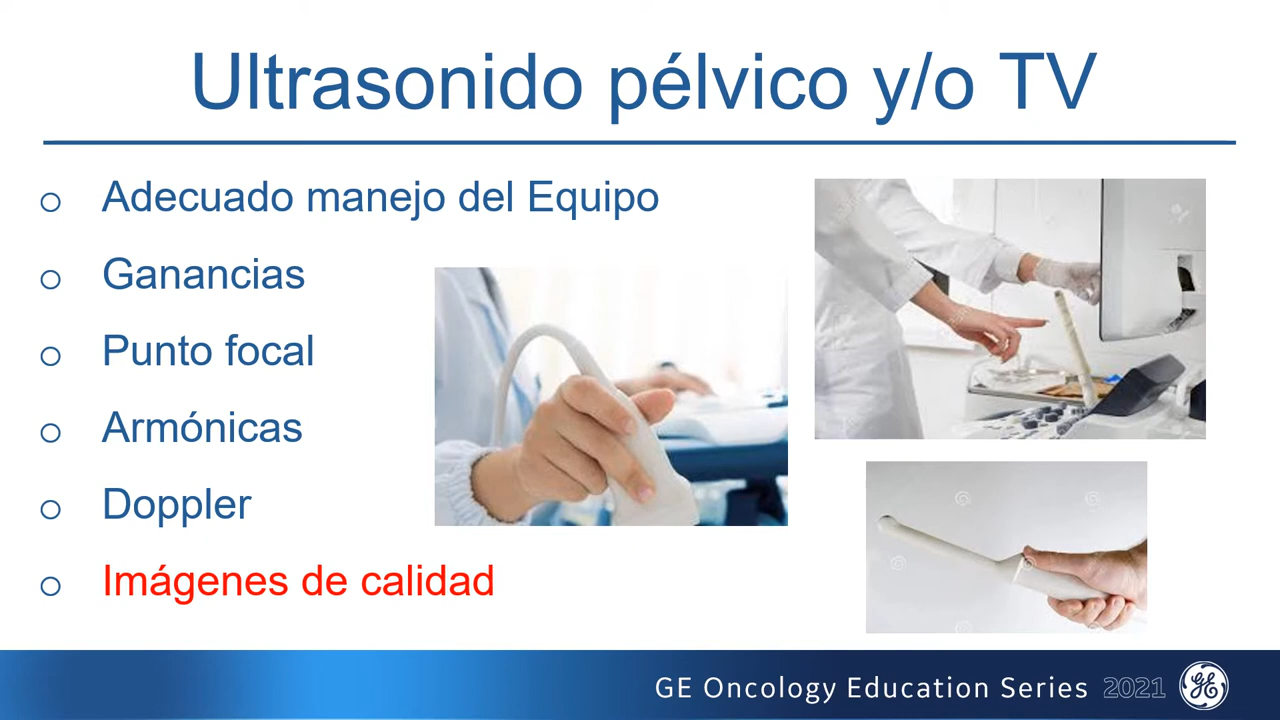 Ultrasonido pélvico y/o TV
Adecuado manejo del Equipo
Ganancias
Punto focal
Armónicas
Doppler
Imágenes de calidad
GE Oncology Education Series 2021